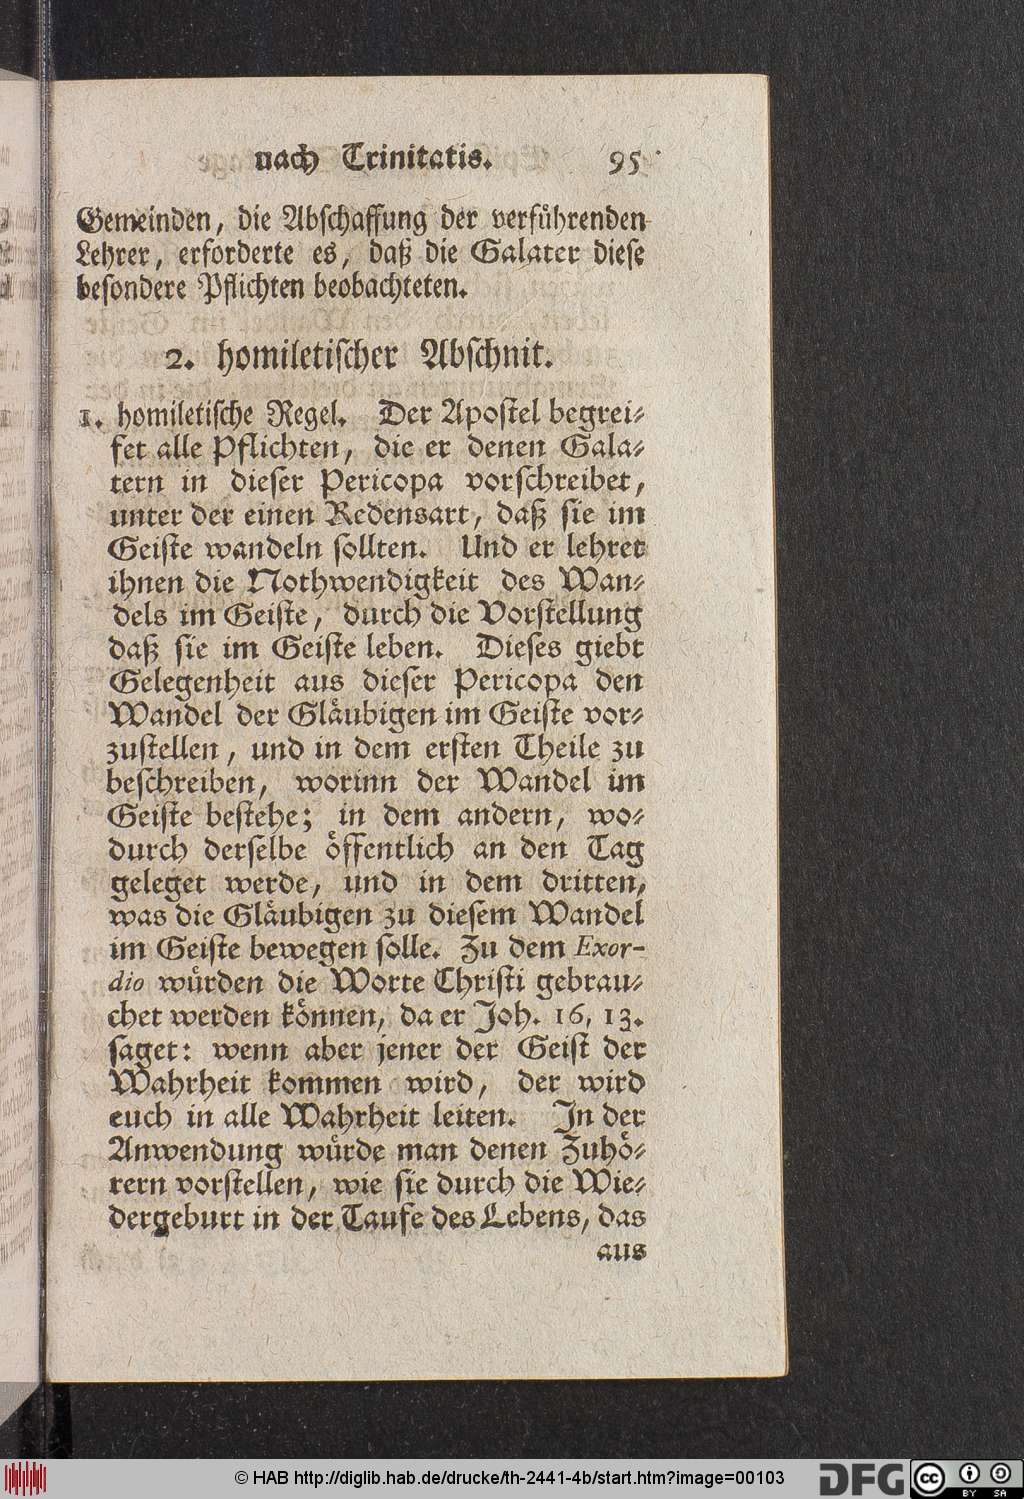 nach Trinitatis. 95
Gemeinden, die Abschaffung der verführenden
Lehrer, erforderte es, daß die Galater diese
besondere Pflichten beobachteten.
2. homiletischer Abschnit.
1. homiletische Regel. Der Apostel begrei-
fet alle Pflichten, die er denen Gala-
tern in dieser Pericopa vorschreibet,
unter der einen Redensart, daß sie im
Geiste wandeln sollten. Und er lehret
ihnen die Nothwendigkeit des Wan-
dels im Geiste, durch die Vorstellung
daß sie im Geiste leben. Dieses giebt
Gelegenheit aus dieser Pericopa den
Wandel der Gläubigen im Geiste vor-
zustellen, und in dem ersten Theile zu
beschreiben, worinn der Wandel im
Geiste bestehe; in dem andern, wo-
durch derselbe öffentlich an den Tag
geleget werde, und in dem dritten,
was die Gläubigen zu diesem Wandel
im Geiste bewegen solle. Zu dem Exor-
dio würden die Worte Christi gebrau-
chet werden können, da er Joh. 16, 13.
saget: wenn aber jener der Geist der
Wahrheit kommen wird, der wird
euch in alle Wahrheit leiten. In der
Anwendung würde man denen Zuhö-
rern vorstellen, wie sie durch die Wie-
dergeburt in der Taufe des Lebens, das
aus
© HAB http://diglib.hab.de/drucke/th-2441-4b/start.htm?image=00103 DFG cc BY SA